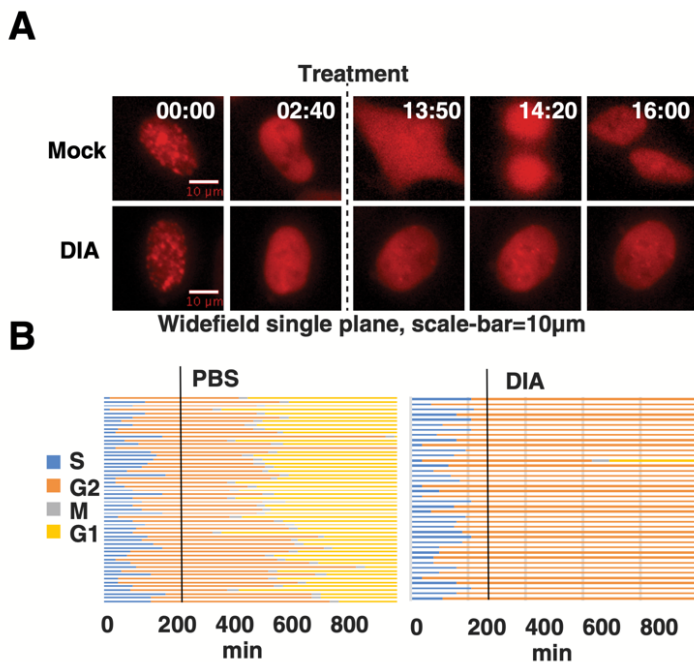 A
Treatment
Mock
00:00 02:40 13:50 14:20 16:00
10 µm
DIA
10 µm
Widefield single plane, scale-bar=10µm
B
PBS
DIA
S
G2
M
G1
0 200 400 600 800
min
0 200 400 600 800
min